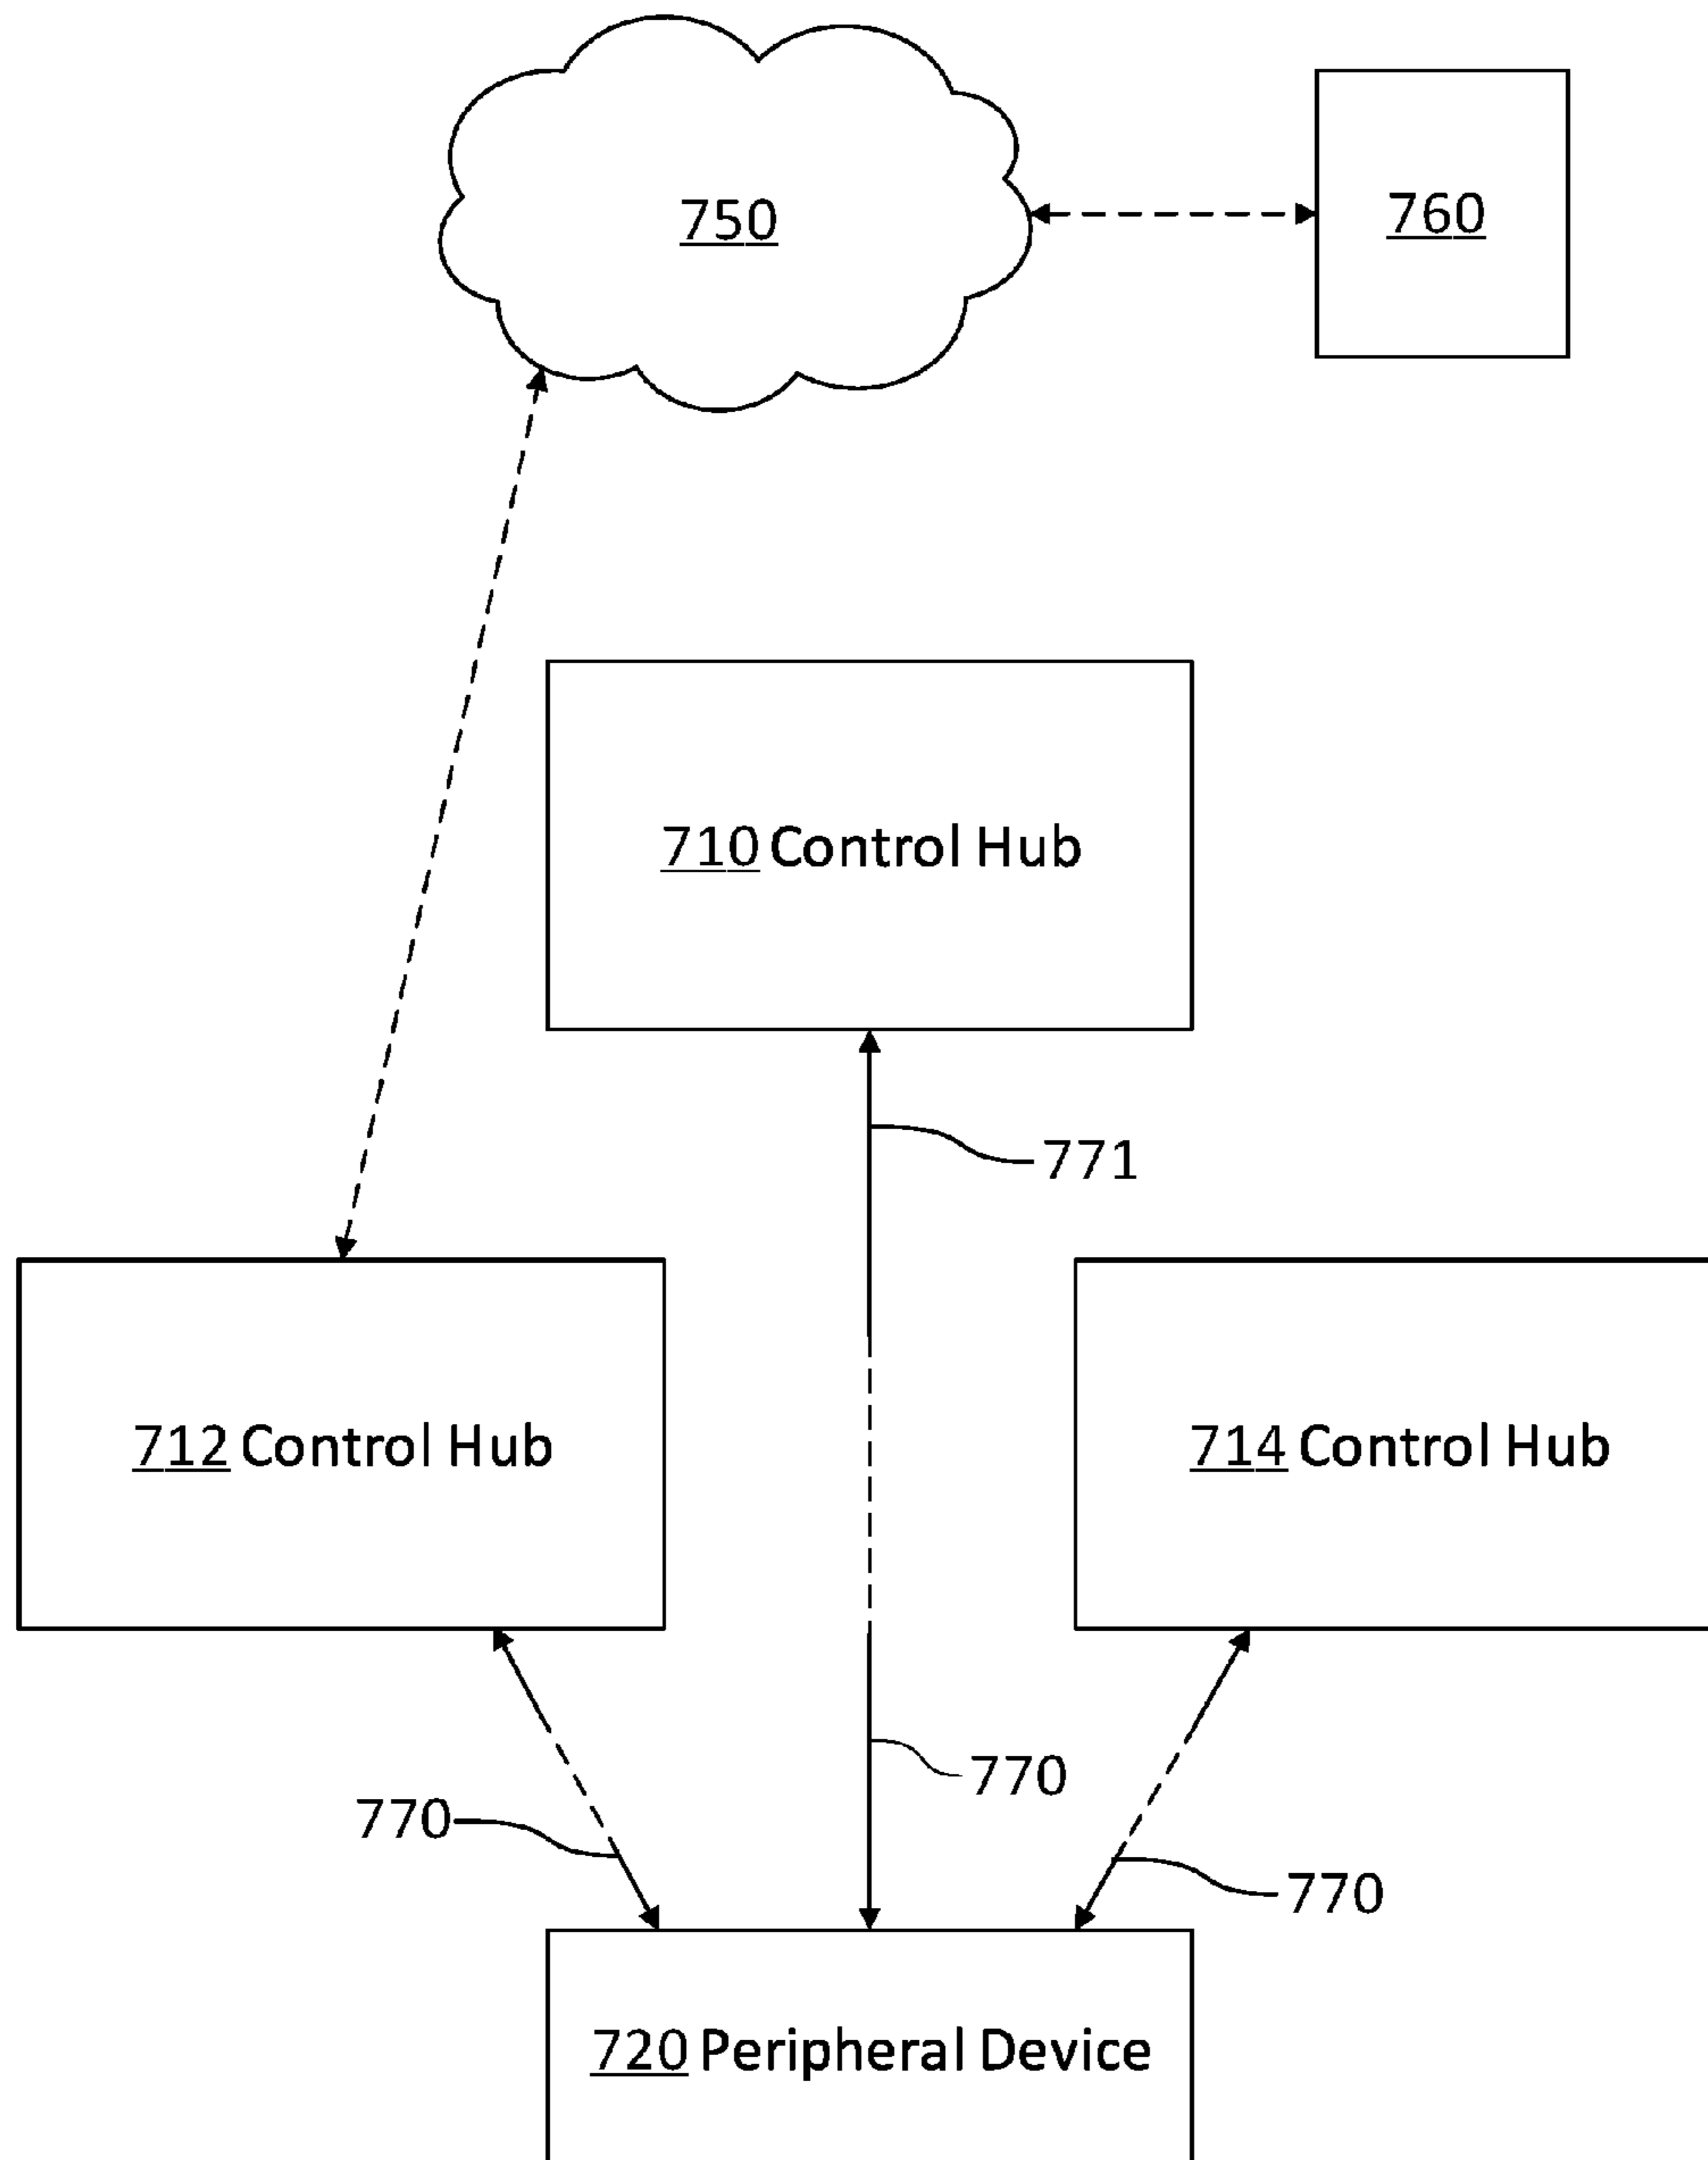 750
760
710 Control Hub
771
712 Control Hub
714 Control Hub
770
770
770
720 Peripheral Device